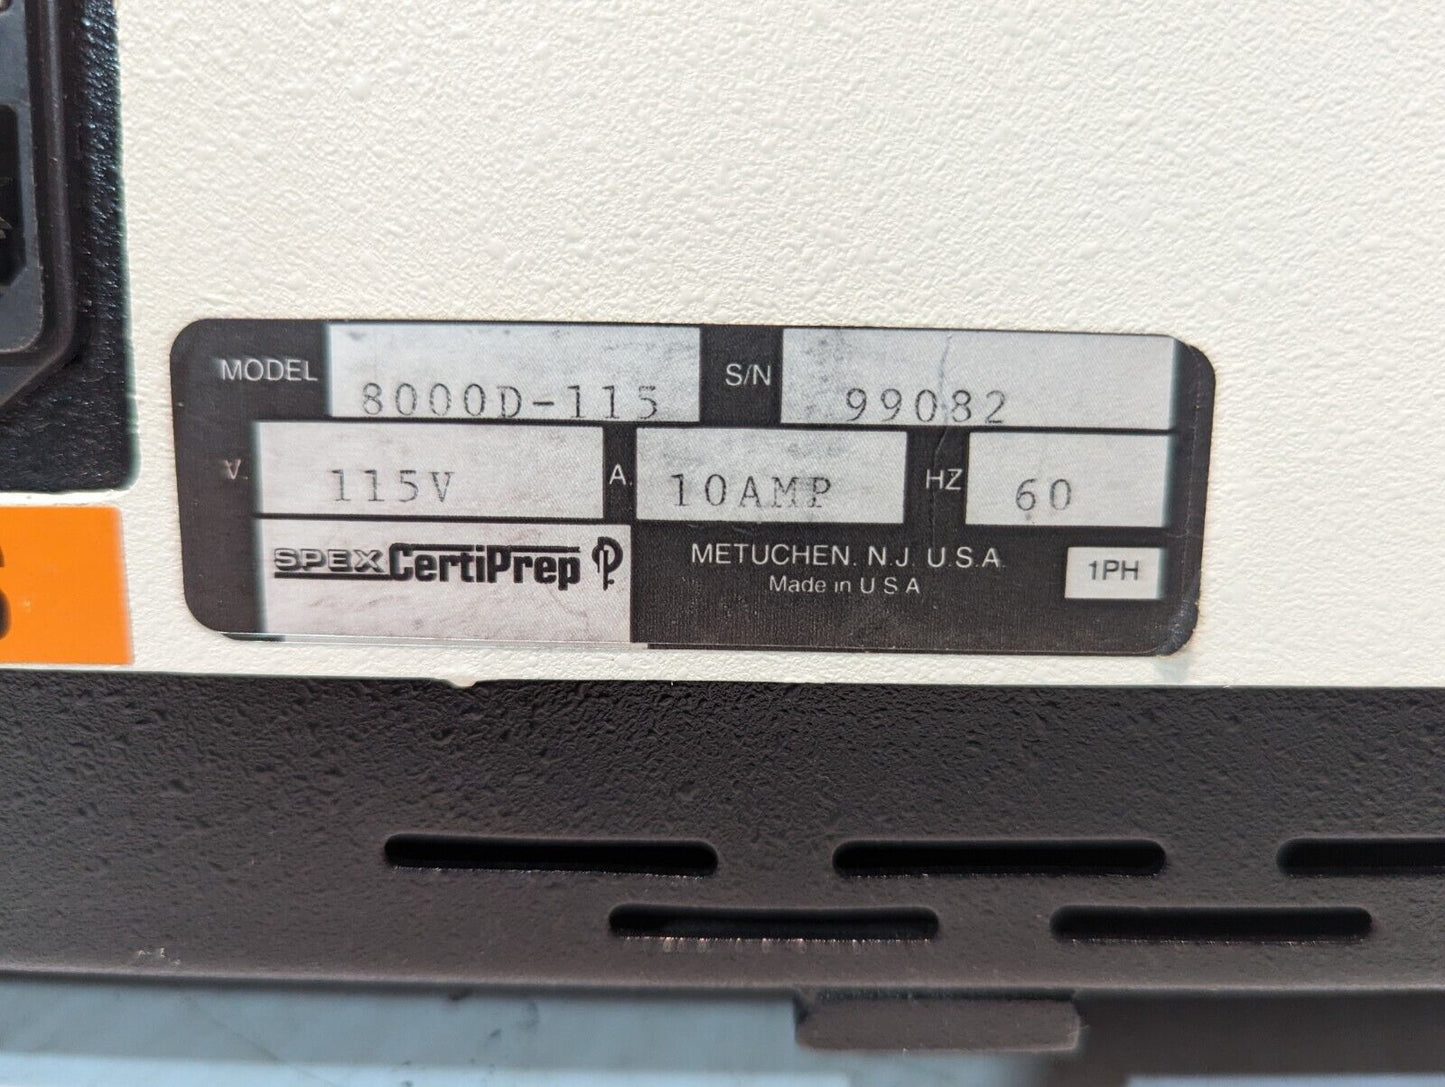 MODEL 8000D-115 S/N 99082
V. 115V A. 10AMP HZ 60
SPEX CertiPrep METUCHEN. N.J. U.S.A. 1PH
Made in U S A